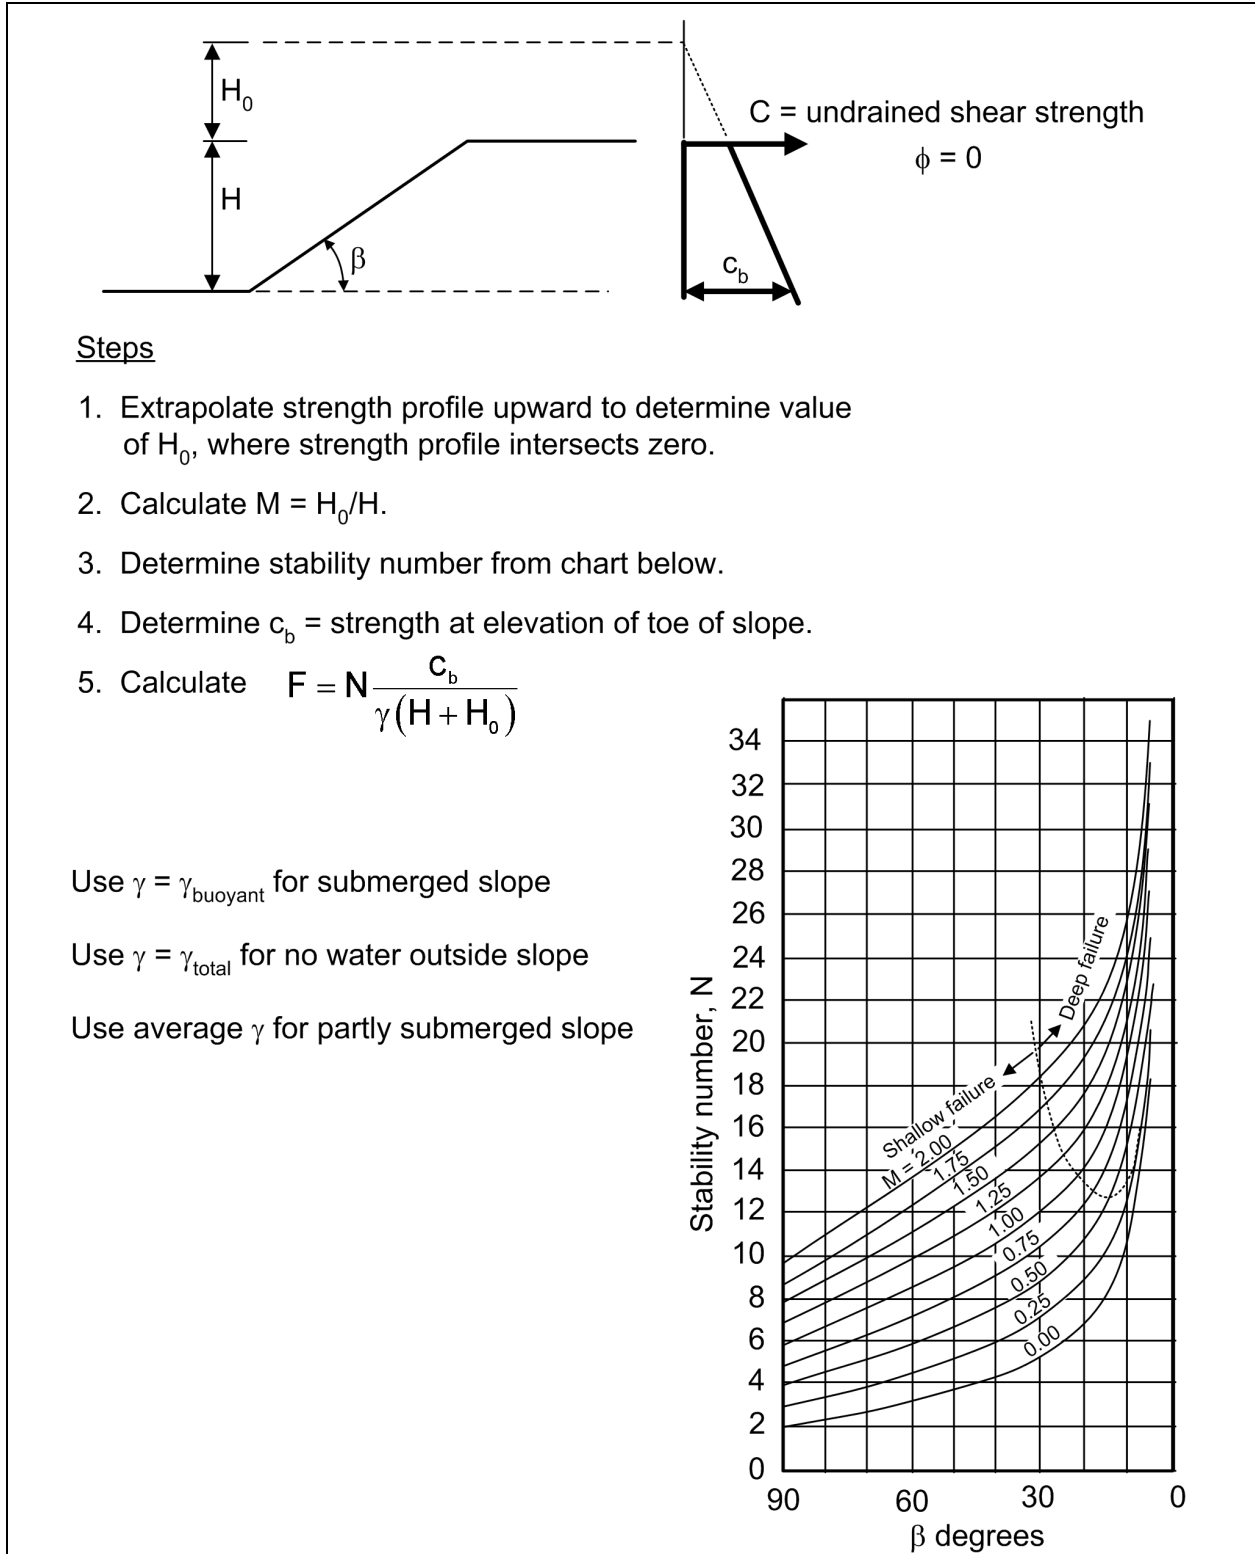 H₀
C = undrained shear strength
ϕ = 0
H
β
c_b
Steps
1. Extrapolate strength profile upward to determine value
of H₀, where strength profile intersects zero.
2. Calculate M = H₀/H.
3. Determine stability number from chart below.
4. Determine c_b = strength at elevation of toe of slope.
5. Calculate F = N c_b / γ(H + H₀)
Use γ = γ_buoyant for submerged slope
Use γ = γ_total for no water outside slope
Use average γ for partly submerged slope
Stability number, N
34
32
30
28
26
24
22
20
18
16
14
12
10
8
6
4
2
0
Deep failure
Shallow failure
M = 2.00
1.75
1.50
1.25
1.00
0.75
0.50
0.25
0.00
90 60 30 0
β degrees